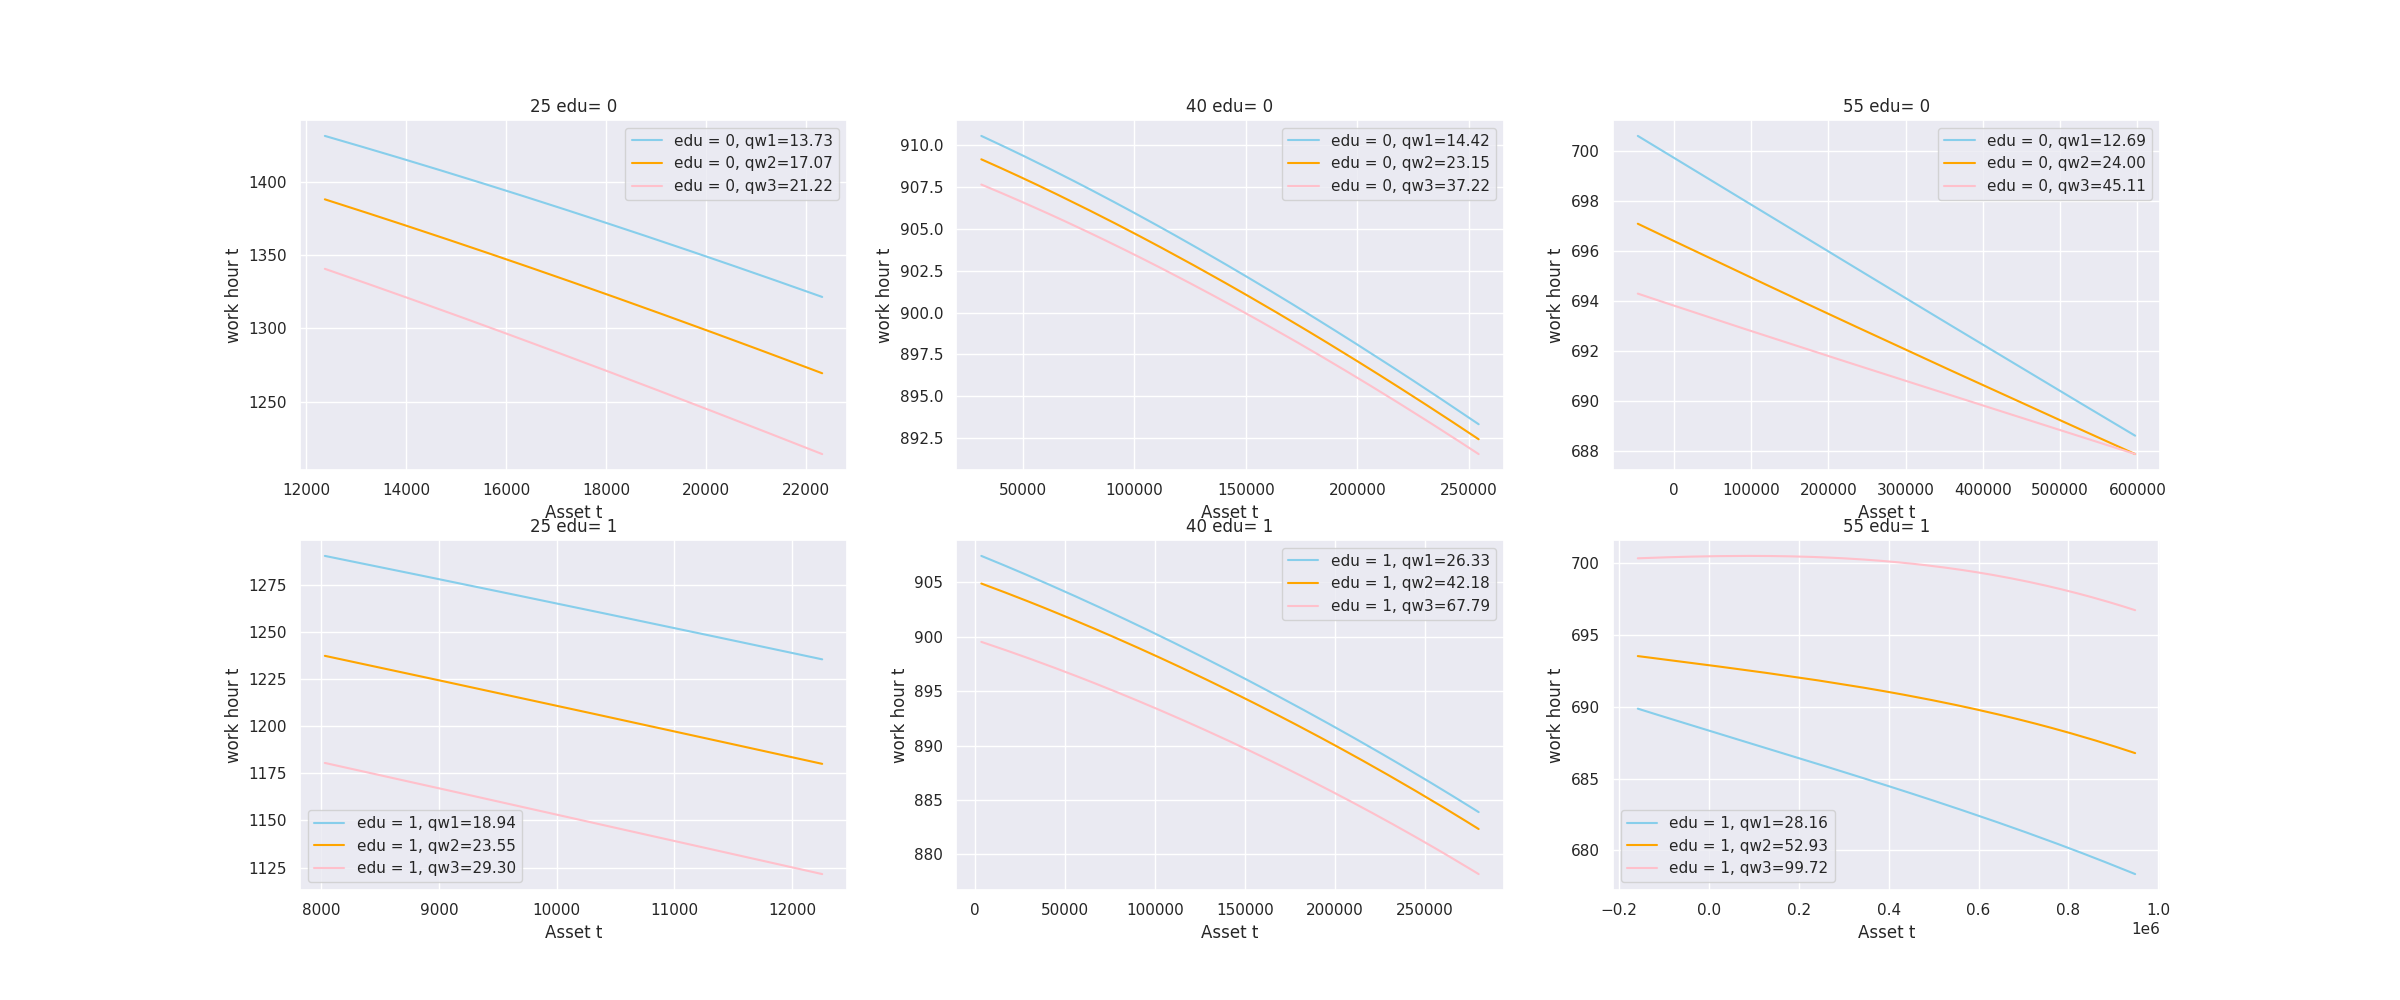 25 edu= 0
work hour t
1400
1350
1300
1250
edu = 0, qw1=13.73
edu = 0, qw2=17.07
edu = 0, qw3=21.22
12000 14000 16000 18000 20000 22000
Asset t
40 edu= 0
work hour t
910.0
907.5
905.0
902.5
900.0
897.5
895.0
892.5
edu = 0, qw1=14.42
edu = 0, qw2=23.15
edu = 0, qw3=37.22
50000 100000 150000 200000 250000
Asset t
55 edu= 0
work hour t
700
698
696
694
692
690
688
edu = 0, qw1=12.69
edu = 0, qw2=24.00
edu = 0, qw3=45.11
0 100000 200000 300000 400000 500000 600000
Asset t
25 edu= 1
work hour t
1275
1250
1225
1200
1175
1150
1125
edu = 1, qw1=18.94
edu = 1, qw2=23.55
edu = 1, qw3=29.30
8000 9000 10000 11000 12000
Asset t
40 edu= 1
work hour t
905
900
895
890
885
880
edu = 1, qw1=26.33
edu = 1, qw2=42.18
edu = 1, qw3=67.79
0 50000 100000 150000 200000 250000
Asset t
55 edu= 1
work hour t
700
695
690
685
680
edu = 1, qw1=28.16
edu = 1, qw2=52.93
edu = 1, qw3=99.72
−0.2 0.0 0.2 0.4 0.6 0.8 1.0
1e6
Asset t